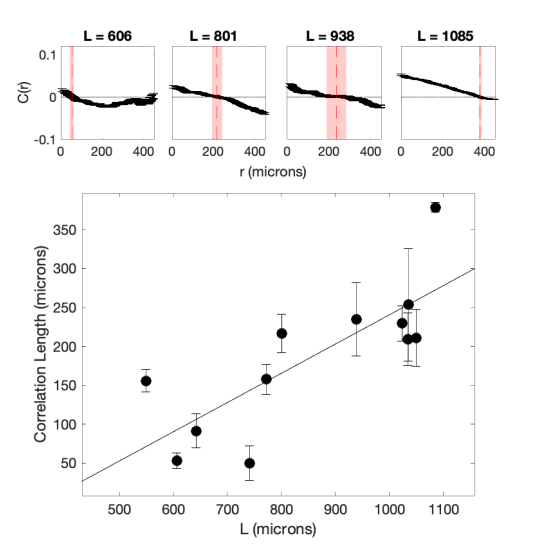 L = 606
L = 801
L = 938
L = 1085
0.1
0
-0.1
C(r)
0 200 400
0 200 400
0 200 400
0 200 400
r (microns)
350
300
250
200
150
100
50
Correlation Length (microns)
500 600 700 800 900 1000 1100
L (microns)